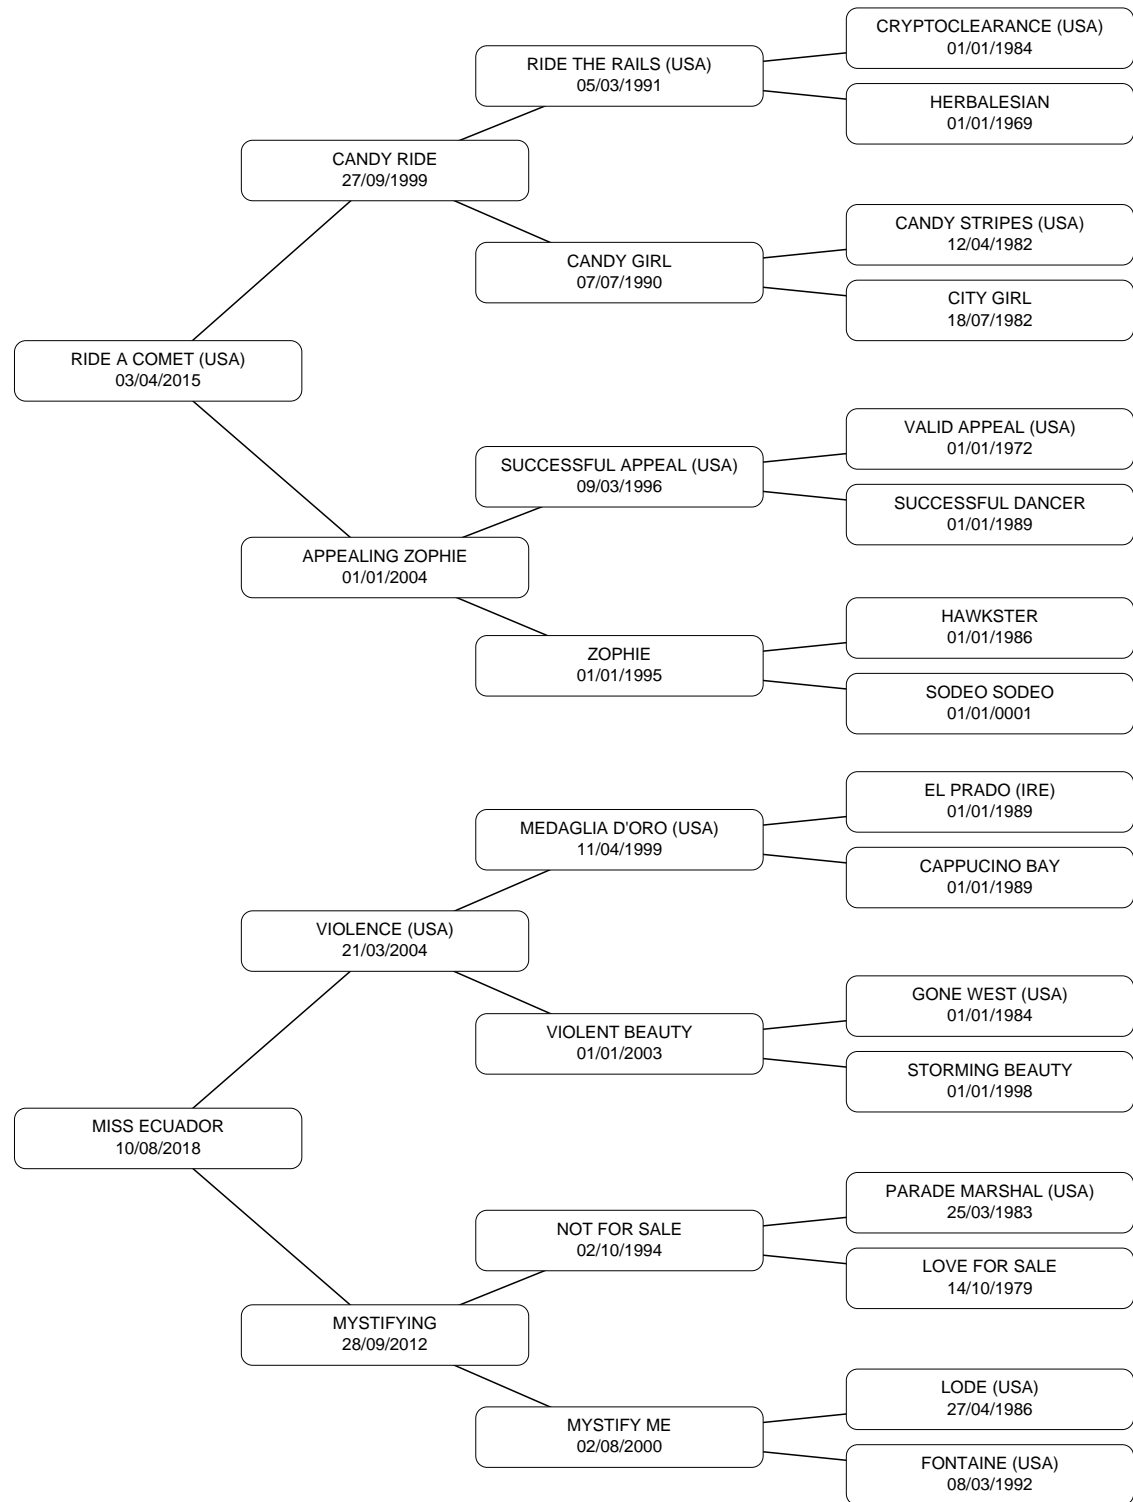 CRYPTOCLEARANCE (USA)
01/01/1984
RIDE THE RAILS (USA)
05/03/1991
HERBALESIAN
01/01/1969
CANDY RIDE
27/09/1999
CANDY STRIPES (USA)
12/04/1982
CANDY GIRL
07/07/1990
CITY GIRL
18/07/1982
RIDE A COMET (USA)
03/04/2015
VALID APPEAL (USA)
01/01/1972
SUCCESSFUL APPEAL (USA)
09/03/1996
SUCCESSFUL DANCER
01/01/1989
APPEALING ZOPHIE
01/01/2004
HAWKSTER
01/01/1986
ZOPHIE
01/01/1995
SODEO SODEO
01/01/0001
EL PRADO (IRE)
01/01/1989
MEDAGLIA D'ORO (USA)
11/04/1999
CAPPUCINO BAY
01/01/1989
VIOLENCE (USA)
21/03/2004
GONE WEST (USA)
01/01/1984
VIOLENT BEAUTY
01/01/2003
STORMING BEAUTY
01/01/1998
MISS ECUADOR
10/08/2018
PARADE MARSHAL (USA)
25/03/1983
NOT FOR SALE
02/10/1994
LOVE FOR SALE
14/10/1979
MYSTIFYING
28/09/2012
LODE (USA)
27/04/1986
MYSTIFY ME
02/08/2000
FONTAINE (USA)
08/03/1992